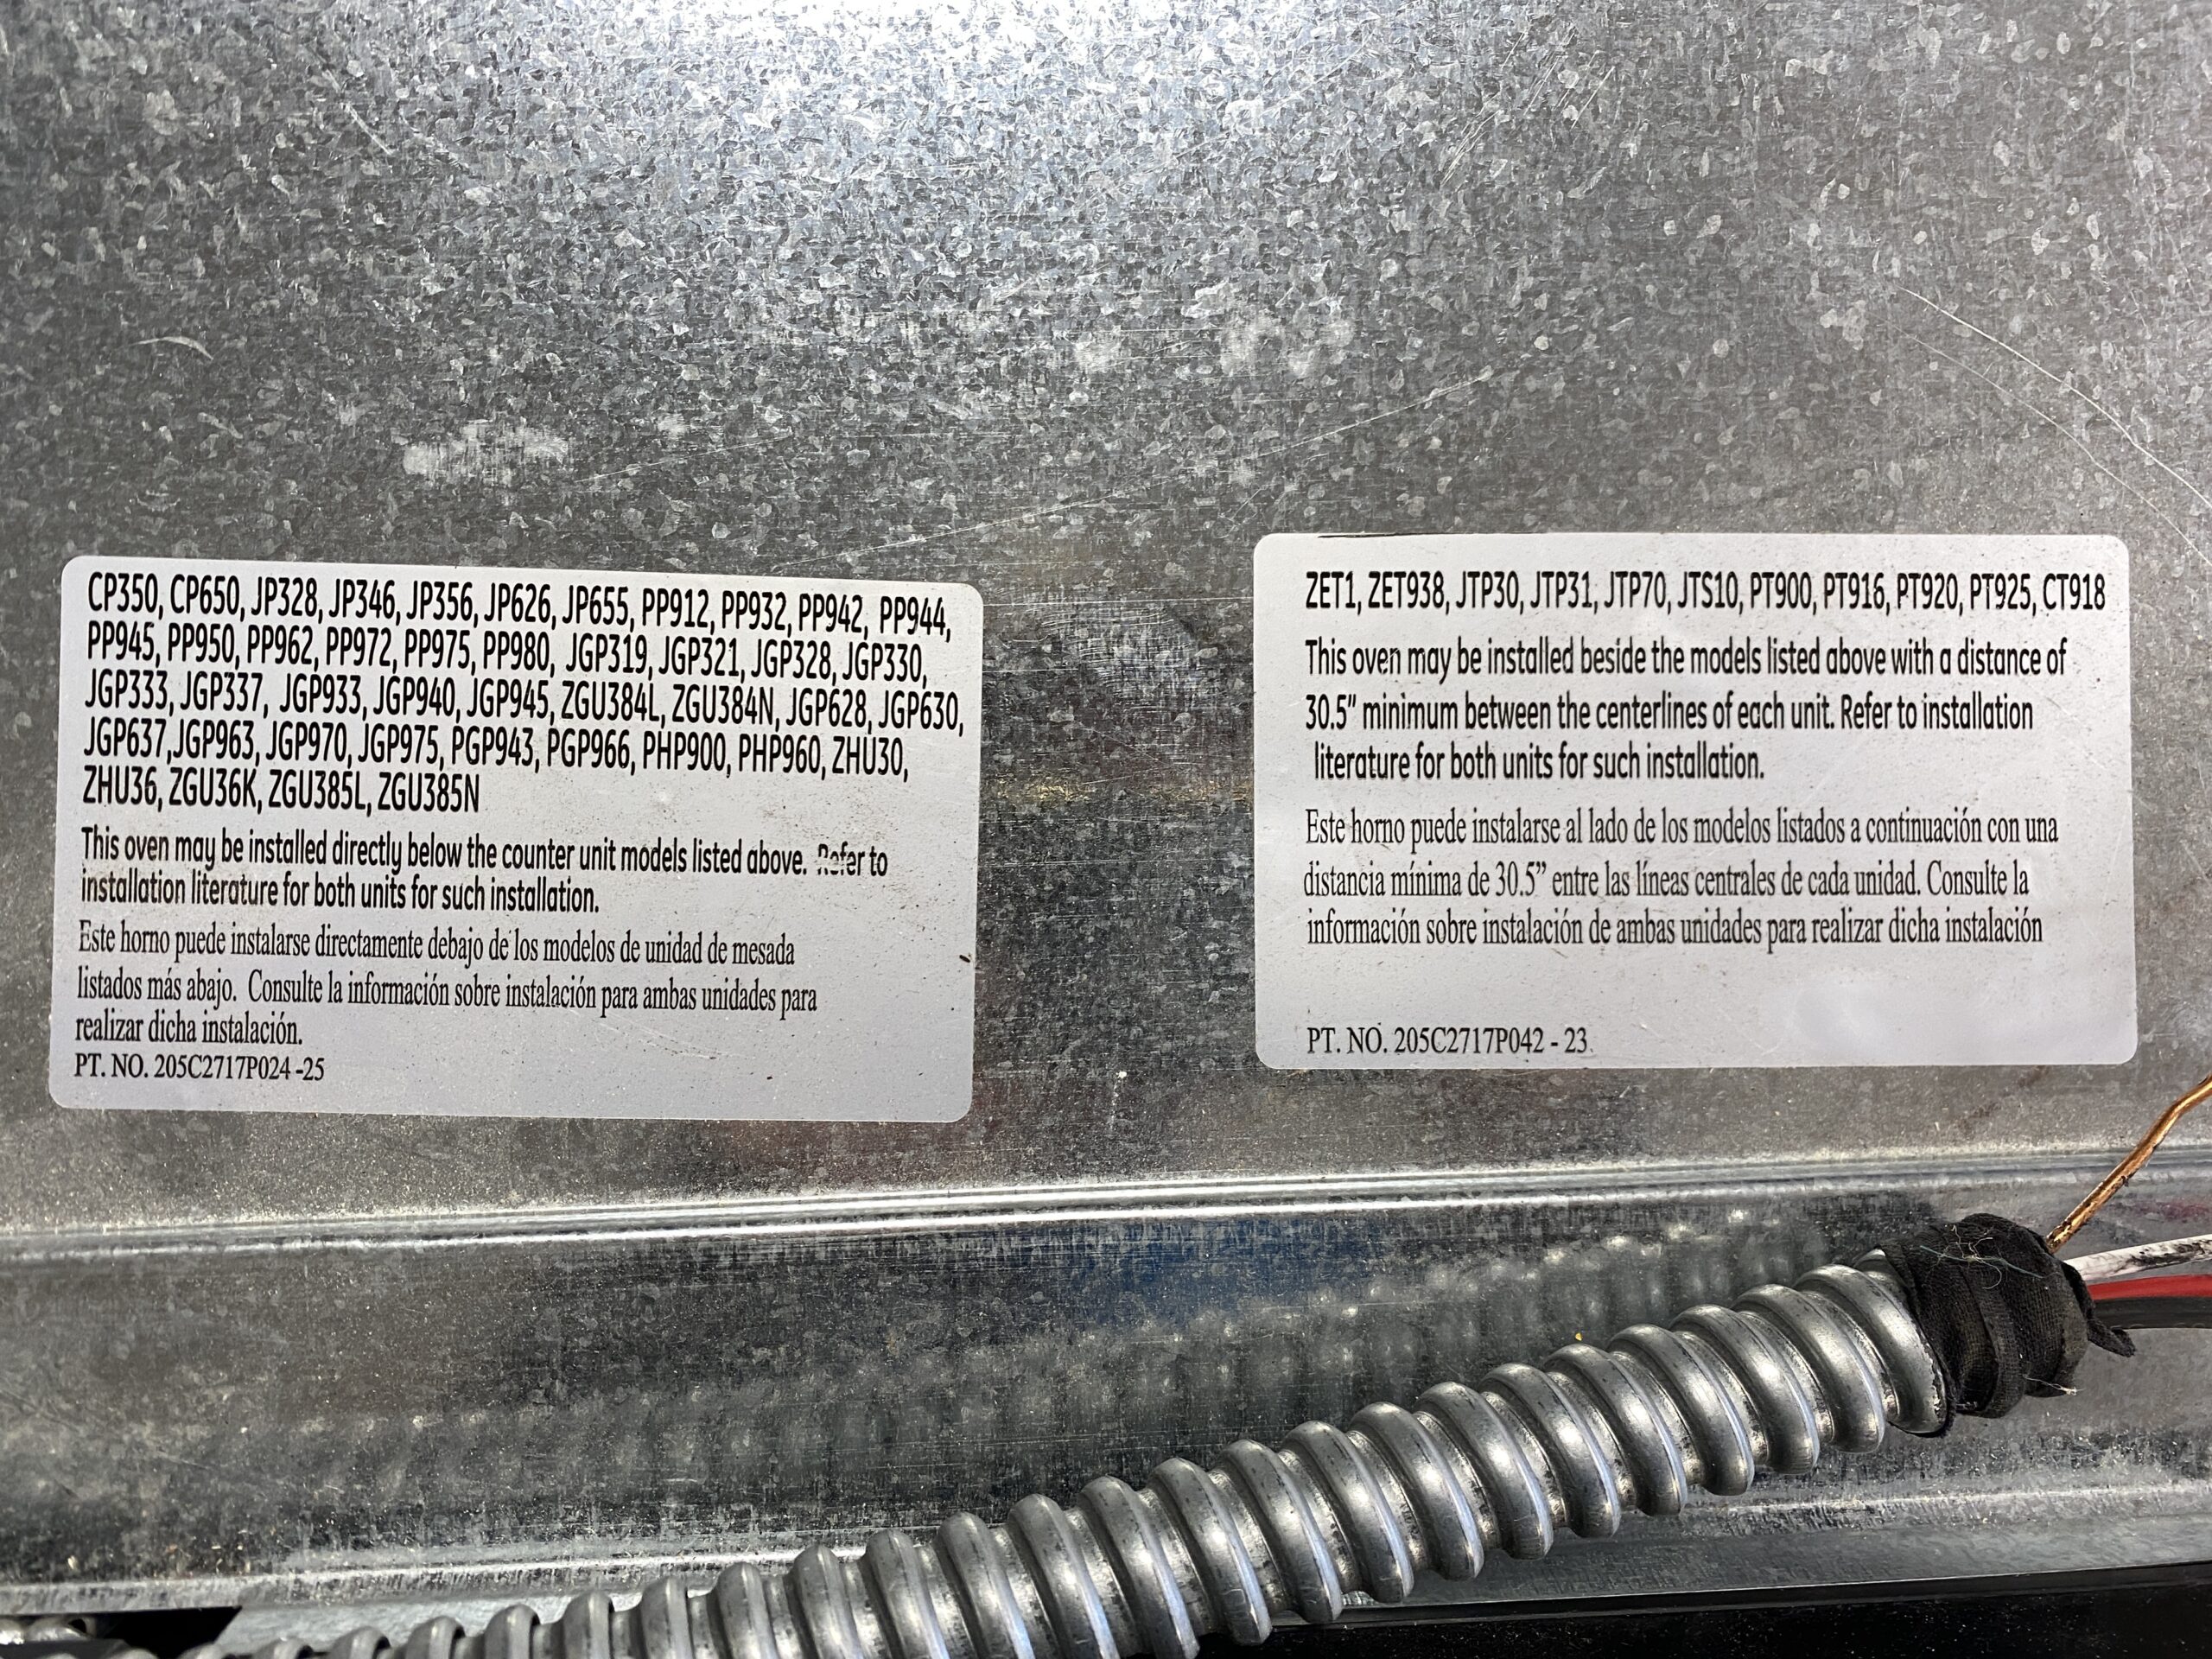 CP350, CP650, JP328, JP346, JP356, JP626, JP655, PP912, PP932, PP942, PP944,
PP945, PP950, PP962, PP972, PP975, PP980, JGP319, JGP321, JGP328, JGP330,
JGP333, JGP337, JGP933, JGP940, JGP945, ZGU384L, ZGU384N, JGP628, JGP630,
JGP637, JGP963, JGP970, JGP975, PGP943, PGP966, PHP900, PHP960, ZHU30,
ZHU36, ZGU36K, ZGU385L, ZGU385N
This oven may be installed directly below the counter unit models listed above. Refer to
installation literature for both units for such installation.
Este horno puede instalarse directamente debajo de los modelos de unidad de mesada
listados más abajo. Consulte la información sobre instalación para ambas unidades para
realizar dicha instalación.
PT. NO. 205C2717P024 -25
ZET1, ZET938, JTP30, JTP31, JTP70, JTS10, PT900, PT916, PT920, PT925, CT918
This oven may be installed beside the models listed above with a distance of
30.5” minimum between the centerlines of each unit. Refer to installation
literature for both units for such installation.
Este horno puede instalarse al lado de los modelos listados a continuación con una
distancia mínima de 30.5” entre las líneas centrales de cada unidad. Consulte la
información sobre instalación de ambas unidades para realizar dicha instalación
PT. NO. 205C2717P042 - 23